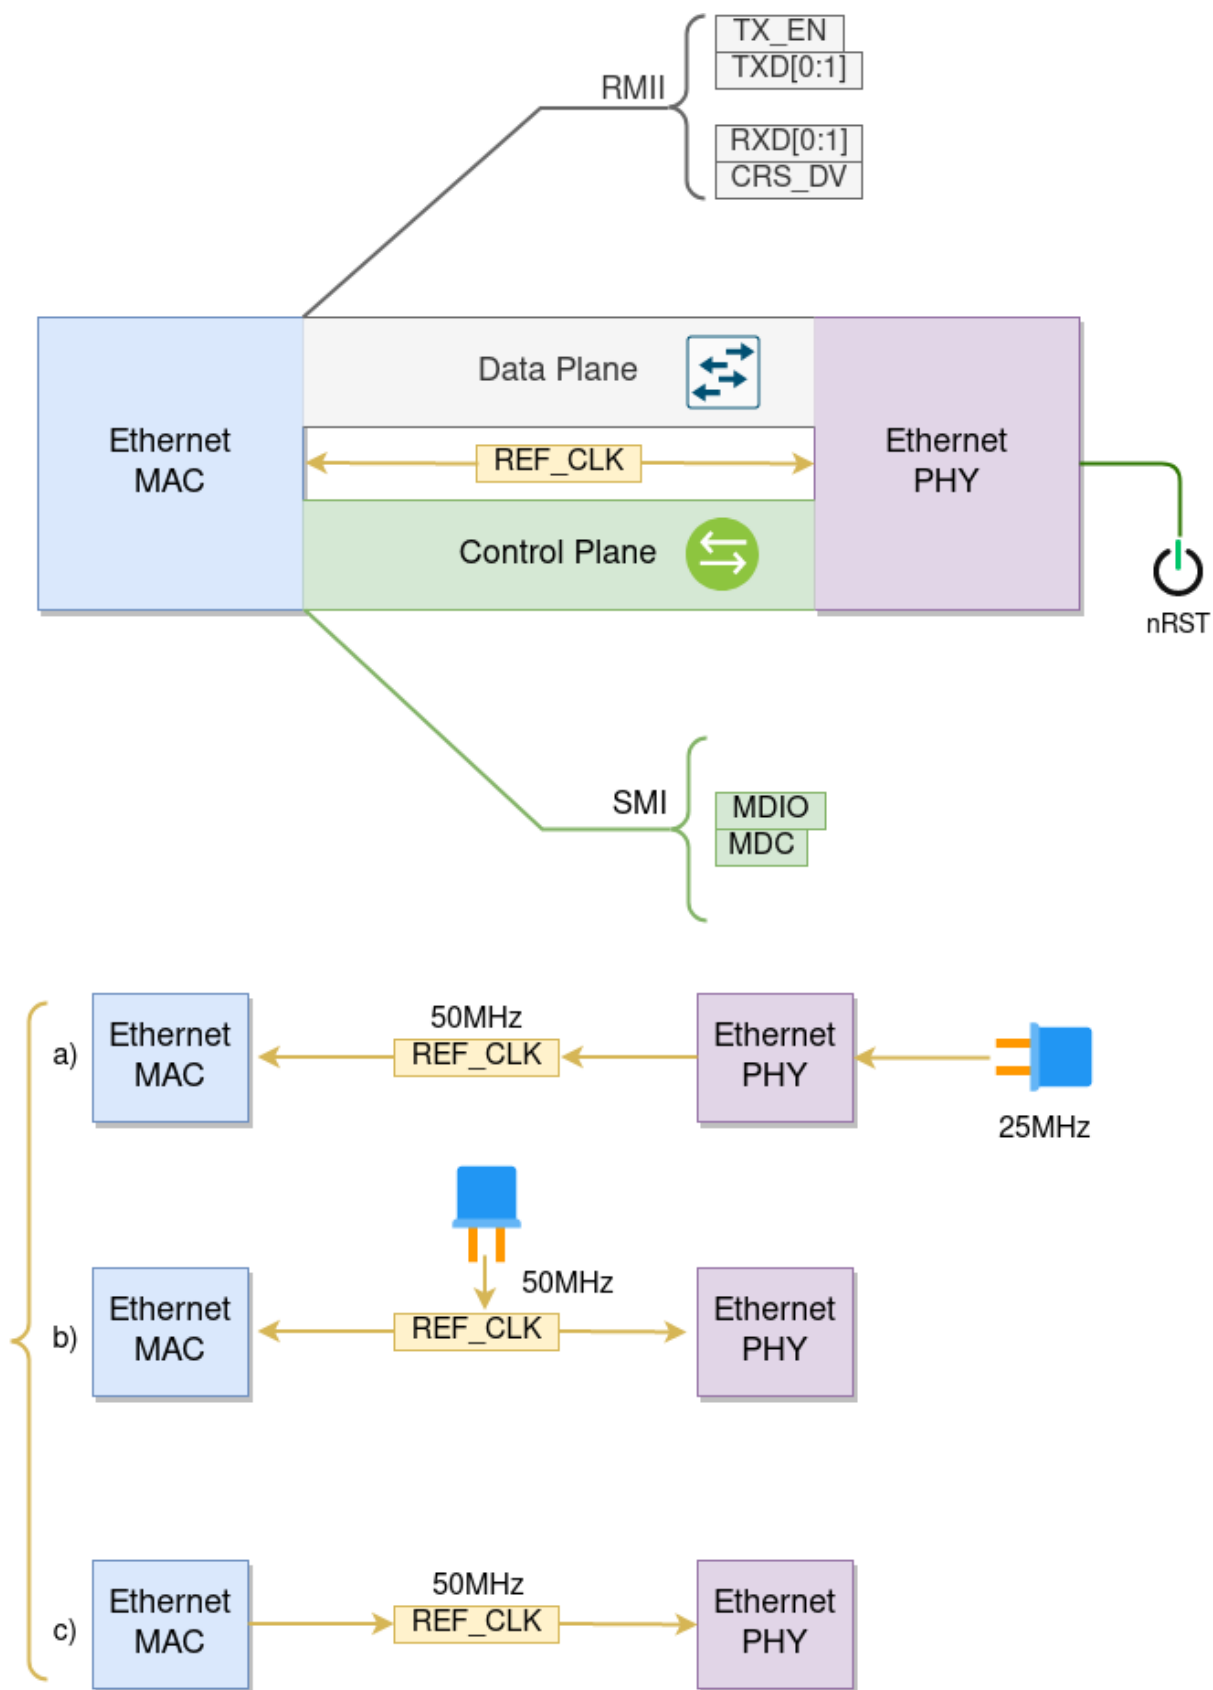 TX_EN
TXD[0:1]
RMII
RXD[0:1]
CRS_DV
Data Plane
Ethernet
MAC
REF_CLK
Ethernet
PHY
Control Plane
nRST
SMI
MDIO
MDC
a)
Ethernet
MAC
50MHz
REF_CLK
Ethernet
PHY
25MHz
b)
Ethernet
MAC
50MHz
REF_CLK
Ethernet
PHY
c)
Ethernet
MAC
50MHz
REF_CLK
Ethernet
PHY